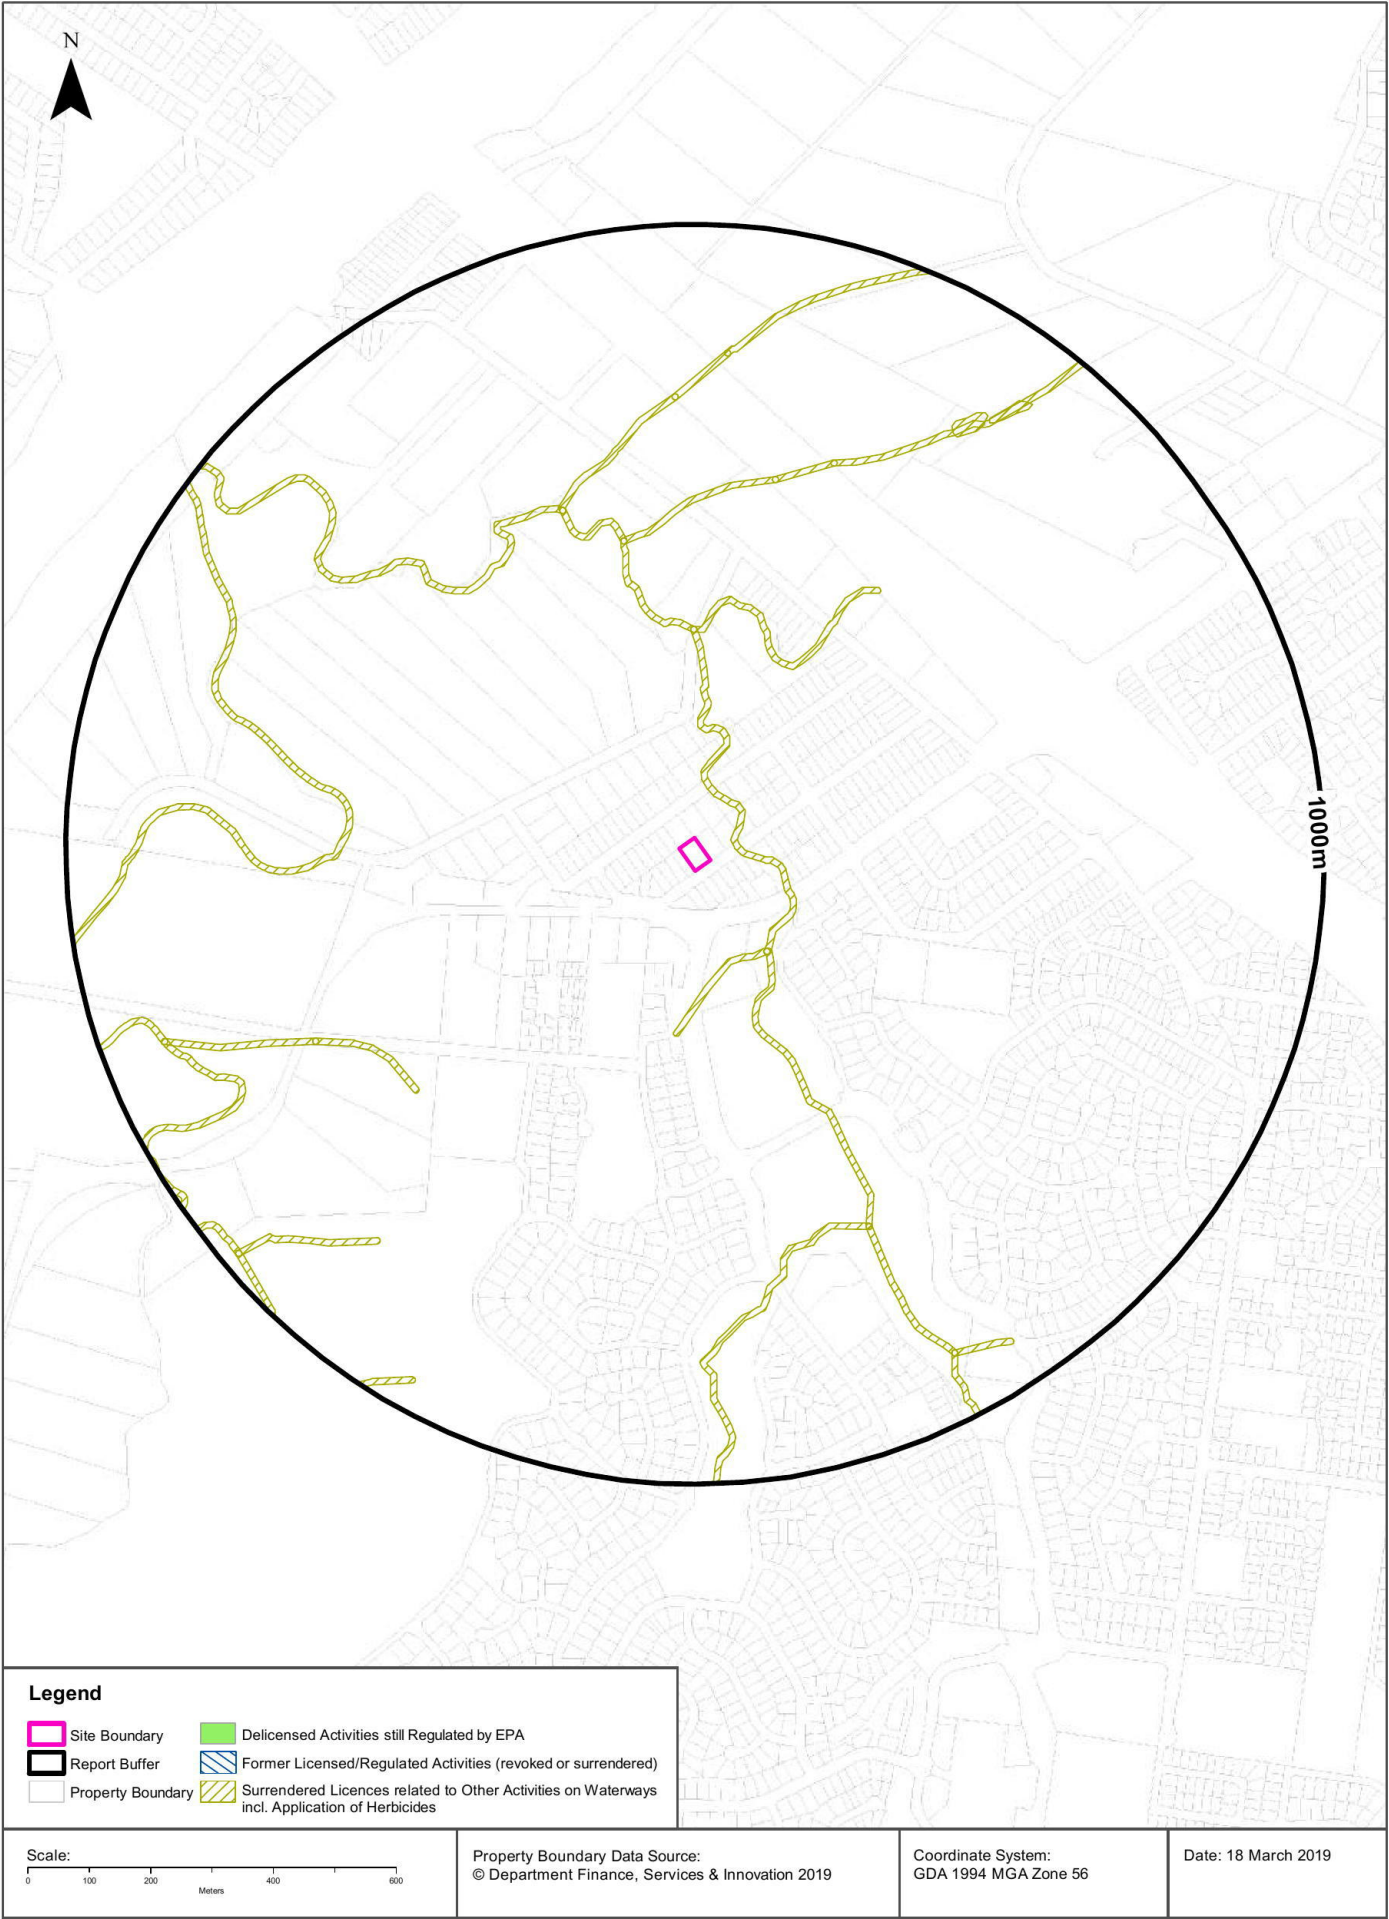 N
1000m
Legend
Site Boundary
Report Buffer
Property Boundary
Delicensed Activities still Regulated by EPA
Former Licensed/Regulated Activities (revoked or surrendered)
Surrendered Licences related to Other Activities on Waterways
incl. Application of Herbicides
Scale:
0 100 200 400 600
Meters
Property Boundary Data Source:
© Department Finance, Services & Innovation 2019
Coordinate System:
GDA 1994 MGA Zone 56
Date: 18 March 2019